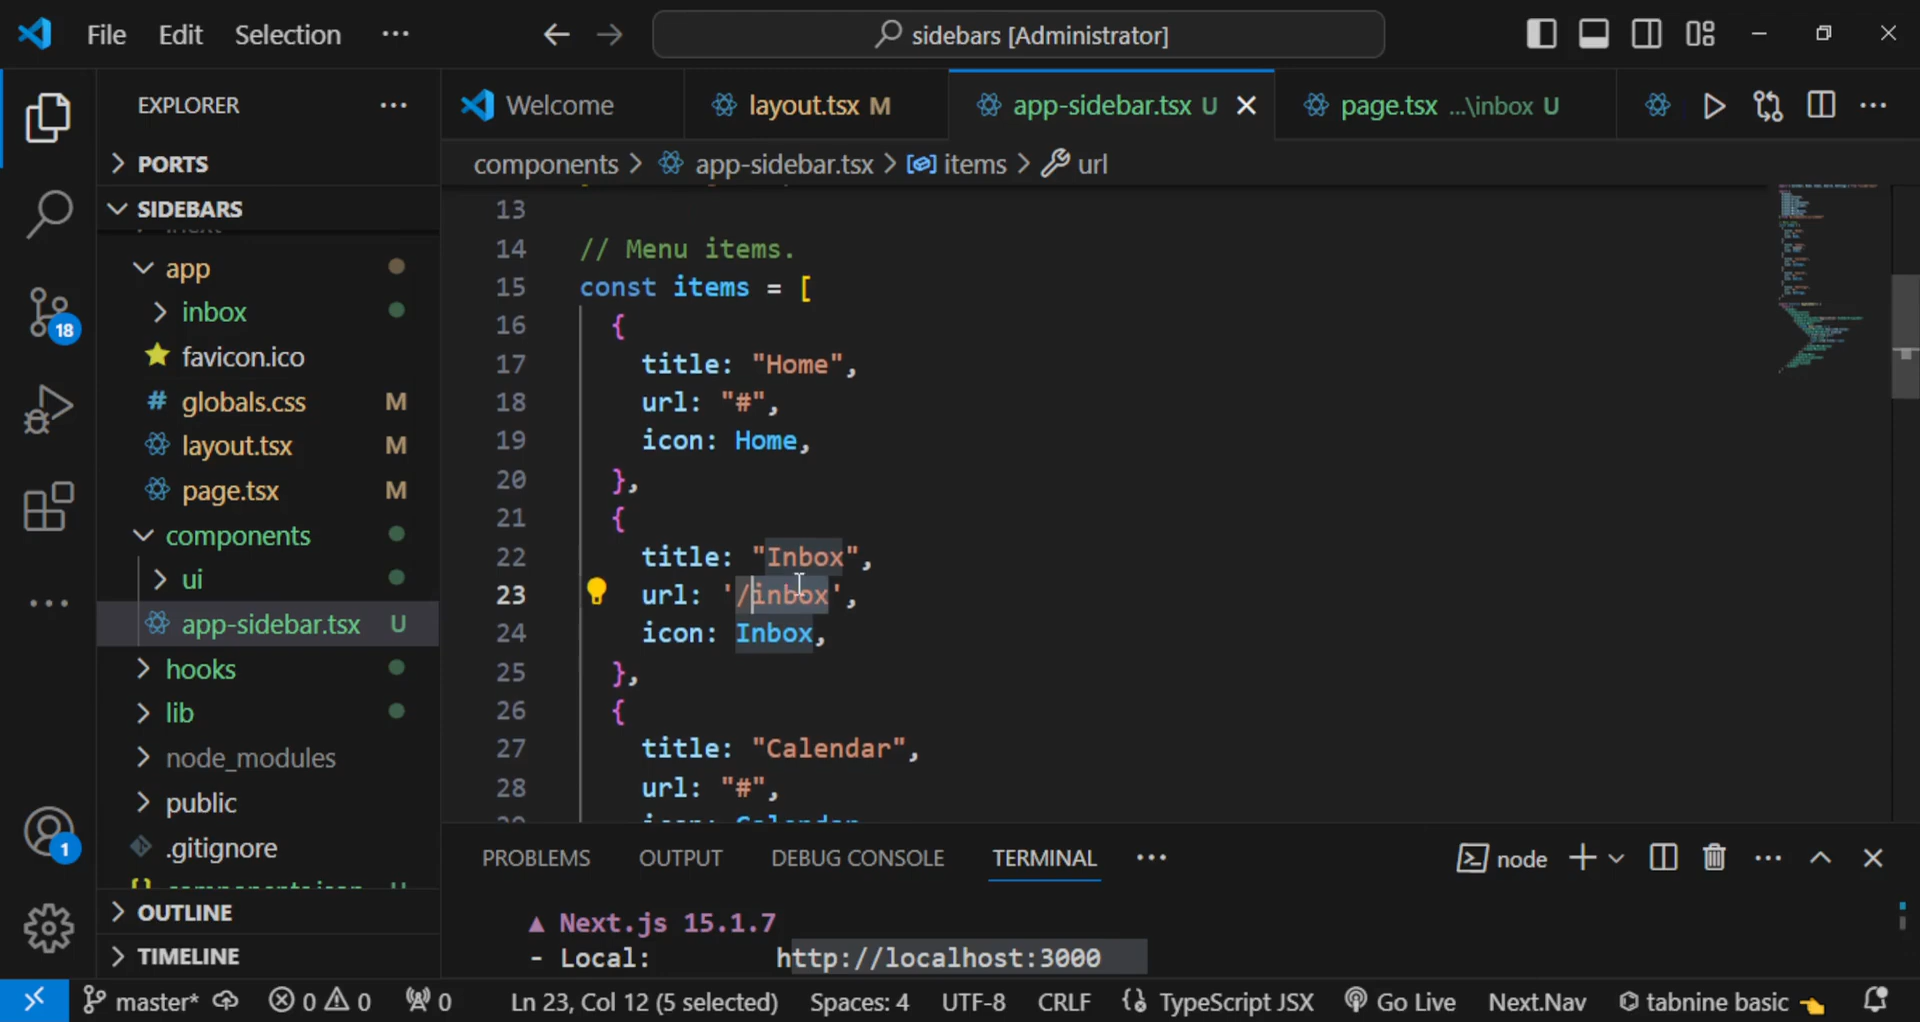 File Edit Selection ··· sidebars [Administrator]
EXPLORER ···
Welcome layout.tsx M app-sidebar.tsx U page.tsx ...\inbox U ···
components > app-sidebar.tsx > items > url
PORTS
SIDEBARS
app
inbox
favicon.ico
# globals.css M
layout.tsx M
page.tsx M
components
ui
app-sidebar.tsx U
hooks
lib
node_modules
public
.gitignore
OUTLINE
TIMELINE
18
1
13
14 // Menu items.
15 const items = [
16 {
17 title: "Home",
18 url: "#",
19 icon: Home,
20 },
21 {
22 title: "Inbox",
23 url: '/inbox',
24 icon: Inbox,
25 },
26 {
27 title: "Calendar",
28 url: "#",
PROBLEMS OUTPUT DEBUG CONSOLE TERMINAL ··· node ···
▲ Next.js 15.1.7
- Local: http://localhost:3000
master* 0 0 0 Ln 23, Col 12 (5 selected) Spaces: 4 UTF-8 CRLF TypeScript JSX Go Live Next.Nav tabnine basic